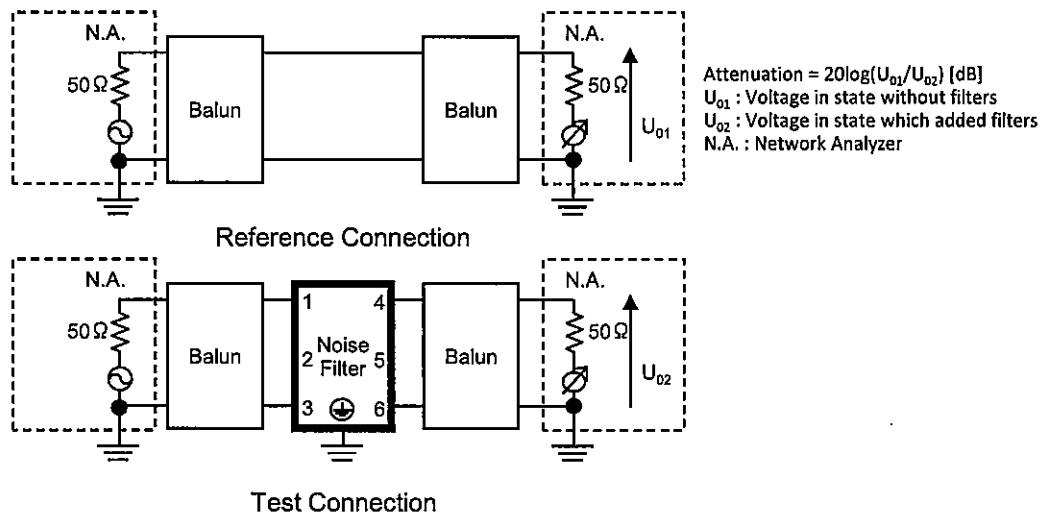 N.A.
N.A.
50Ω
Balun
Balun
50Ω
U01
Attenuation = 20log(U01/U02) [dB]
U01 : Voltage in state without filters
U02 : Voltage in state which added filters
N.A. : Network Analyzer
Reference Connection
N.A.
N.A.
50Ω
Balun
1
4
2
Noise
Filter
5
3
6
Balun
50Ω
U02
Test Connection